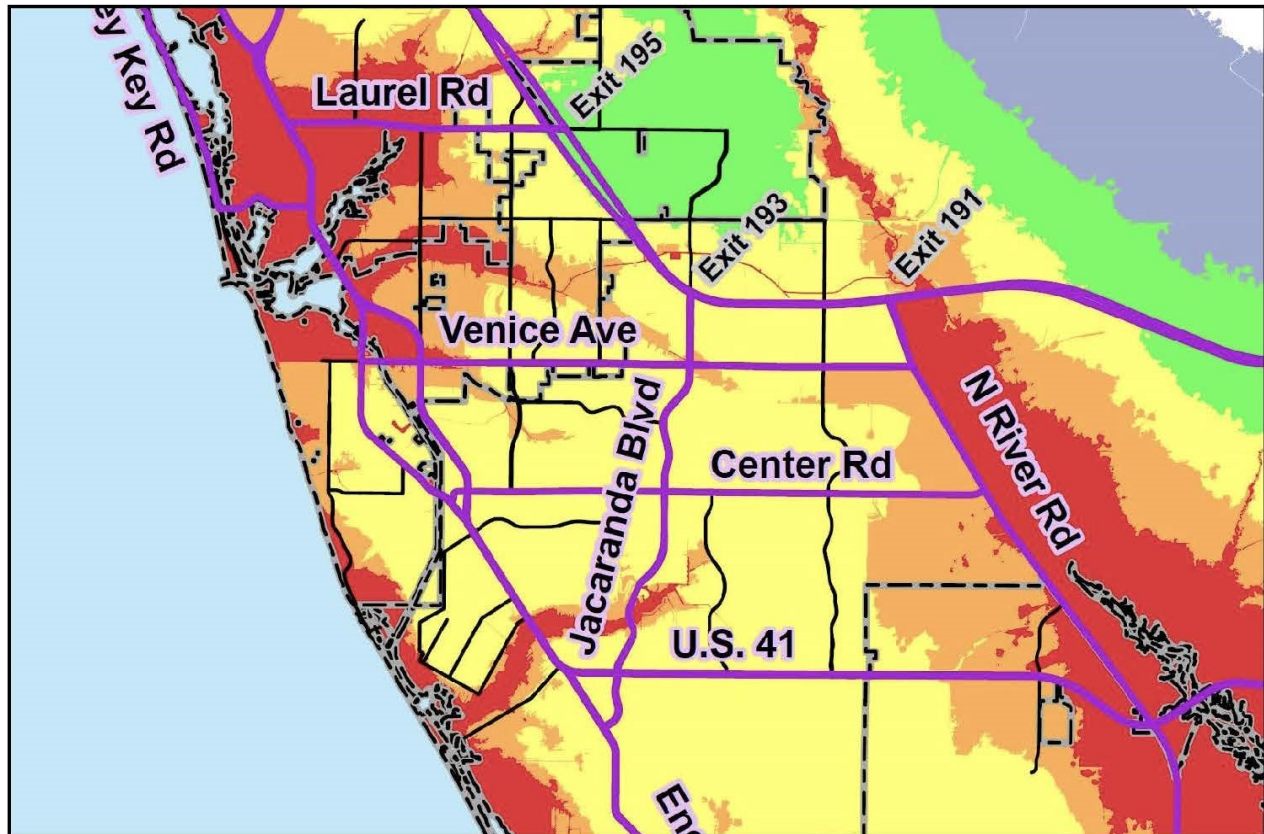 ey Key Rd
Laurel Rd
Exit 195
Exit 193
Exit 191
Venice Ave
Jacaranda Blvd
N River Rd
Center Rd
U.S. 41
Eng